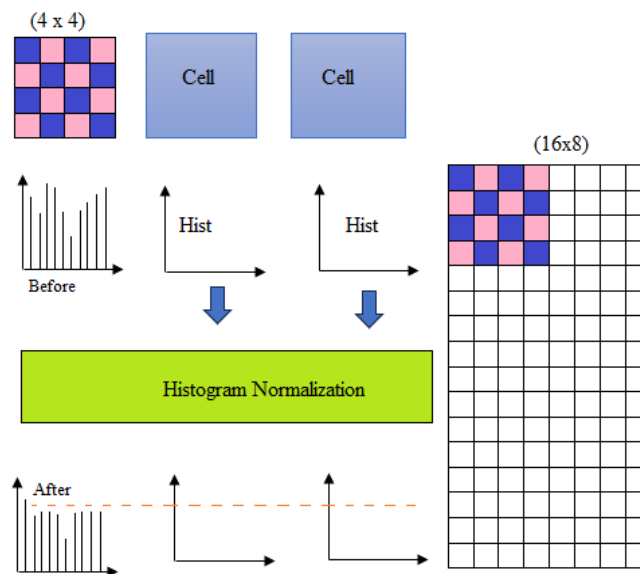 (4 x 4)
Cell
Cell
(16x8)
Hist
Hist
Before
Histogram Normalization
After